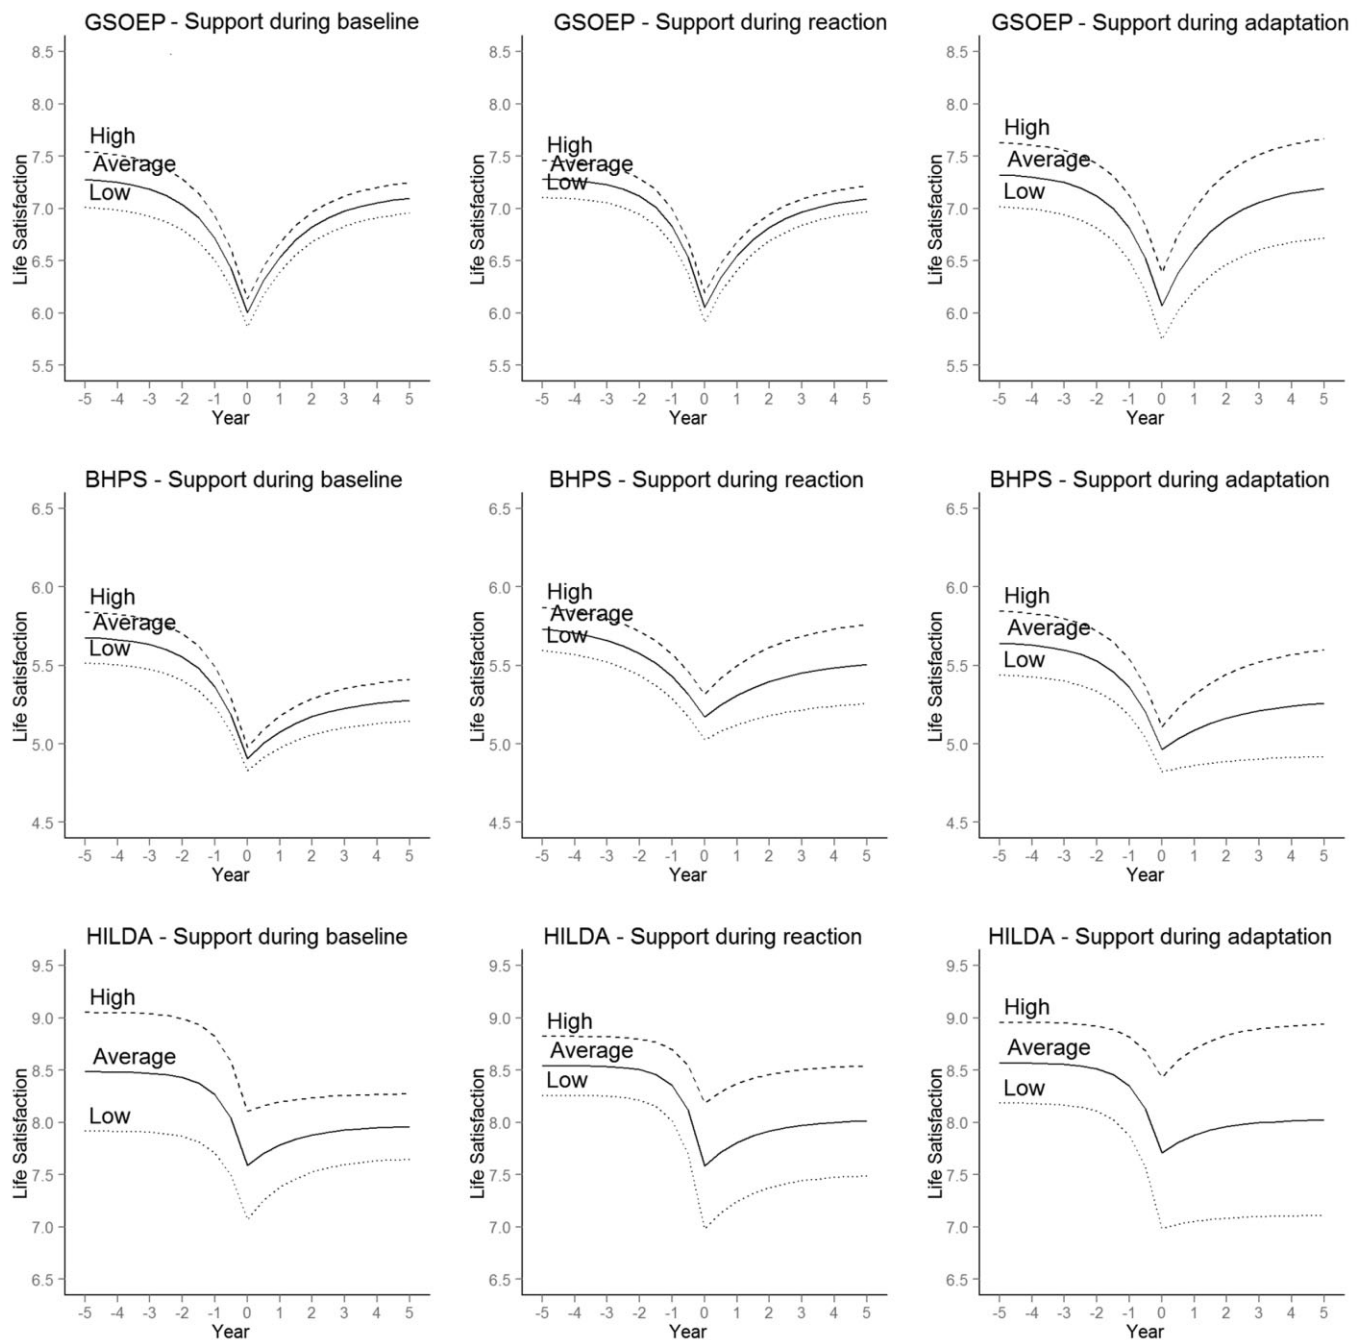 GSOEP - Support during baseline
8.5
8.0
7.5
7.0
6.5
6.0
5.5
Life Satisfaction
High
Average
Low
-5 -4 -3 -2 -1 0 1 2 3 4 5
Year
GSOEP - Support during reaction
8.5
8.0
7.5
7.0
6.5
6.0
5.5
Life Satisfaction
High
Average
Low
-5 -4 -3 -2 -1 0 1 2 3 4 5
Year
GSOEP - Support during adaptation
8.5
8.0
7.5
7.0
6.5
6.0
5.5
Life Satisfaction
High
Average
Low
-5 -4 -3 -2 -1 0 1 2 3 4 5
Year
BHPS - Support during baseline
6.5
6.0
5.5
5.0
4.5
Life Satisfaction
High
Average
Low
-5 -4 -3 -2 -1 0 1 2 3 4 5
Year
BHPS - Support during reaction
6.5
6.0
5.5
5.0
4.5
Life Satisfaction
High
Average
Low
-5 -4 -3 -2 -1 0 1 2 3 4 5
Year
BHPS - Support during adaptation
6.5
6.0
5.5
5.0
4.5
Life Satisfaction
High
Average
Low
-5 -4 -3 -2 -1 0 1 2 3 4 5
Year
HILDA - Support during baseline
9.5
9.0
8.5
8.0
7.5
7.0
6.5
Life Satisfaction
High
Average
Low
-5 -4 -3 -2 -1 0 1 2 3 4 5
Year
HILDA - Support during reaction
9.5
9.0
8.5
8.0
7.5
7.0
6.5
Life Satisfaction
High
Average
Low
-5 -4 -3 -2 -1 0 1 2 3 4 5
Year
HILDA - Support during adaptation
9.5
9.0
8.5
8.0
7.5
7.0
6.5
Life Satisfaction
High
Average
Low
-5 -4 -3 -2 -1 0 1 2 3 4 5
Year